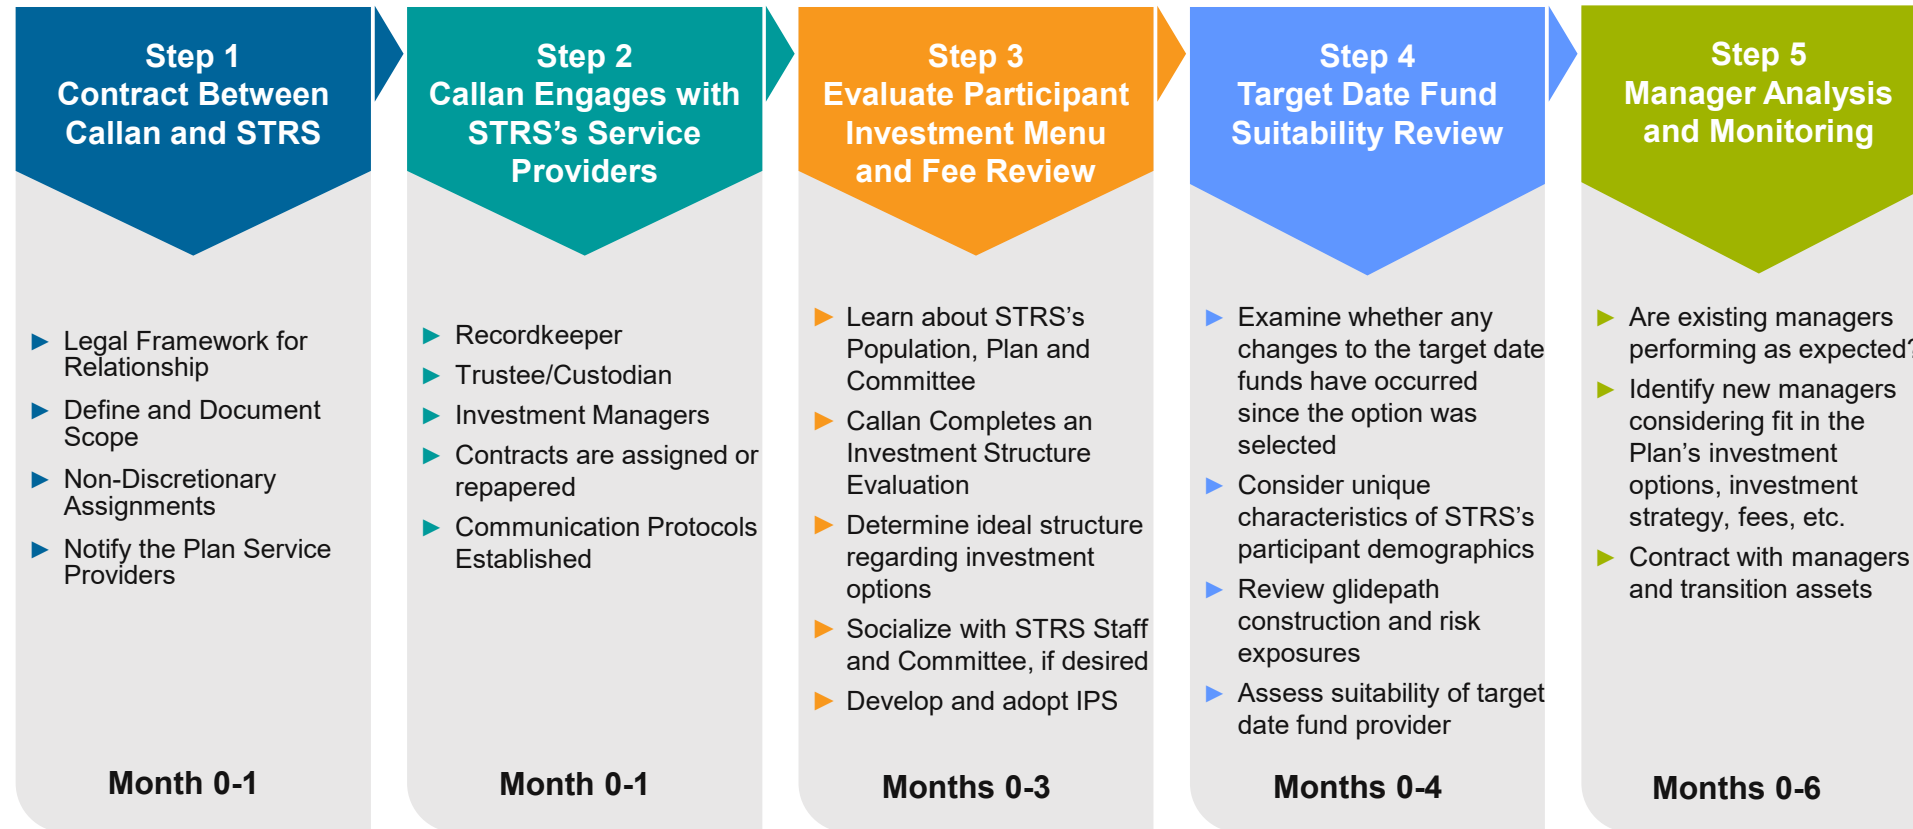 Step 1
Contract Between
Callan and STRS
Legal Framework for
Relationship
Define and Document
Scope
Non-Discretionary
Assignments
Notify the Plan Service
Providers
Month 0-1
Step 2
Callan Engages with
STRS’s Service
Providers
Recordkeeper
Trustee/Custodian
Investment Managers
Contracts are assigned or
repapered
Communication Protocols
Established
Month 0-1
Step 3
Evaluate Participant
Investment Menu
and Fee Review
Learn about STRS’s
Population, Plan and
Committee
Callan Completes an
Investment Structure
Evaluation
Determine ideal structure
regarding investment
options
Socialize with STRS Staff
and Committee, if desired
Develop and adopt IPS
Months 0-3
Step 4
Target Date Fund
Suitability Review
Examine whether any
changes to the target date
funds have occurred
since the option was
selected
Consider unique
characteristics of STRS’s
participant demographics
Review glidepath
construction and risk
exposures
Assess suitability of target
date fund provider
Months 0-4
Step 5
Manager Analysis
and Monitoring
Are existing managers
performing as expected?
Identify new managers
considering fit in the
Plan’s investment
options, investment
strategy, fees, etc.
Contract with managers
and transition assets
Months 0-6